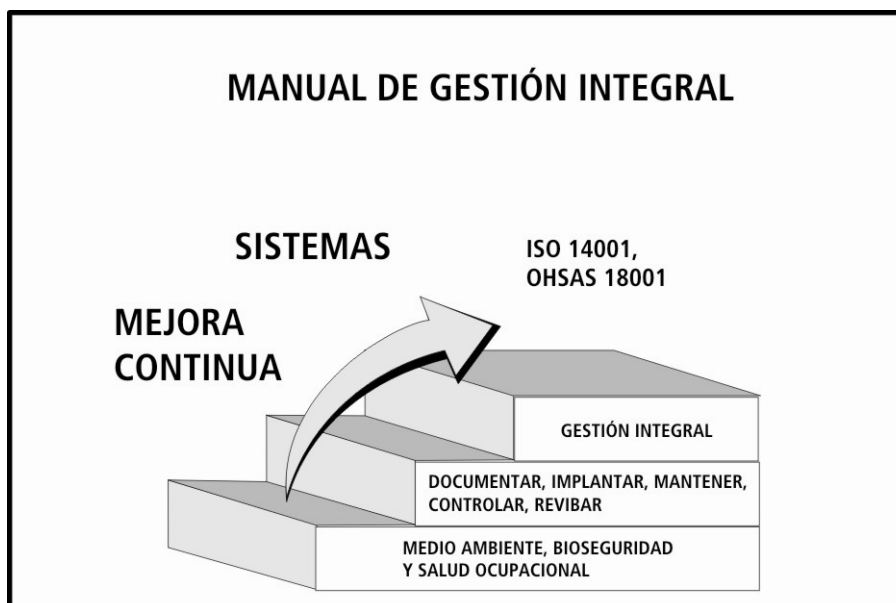 MANUAL DE GESTIÓN INTEGRAL
SISTEMAS
ISO 14001,
OHSAS 18001
MEJORA
CONTINUA
GESTIÓN INTEGRAL
DOCUMENTAR, IMPLANTAR, MANTENER,
CONTROLAR, REVIBAR
MEDIO AMBIENTE, BIOSEGURIDAD
Y SALUD OCUPACIONAL